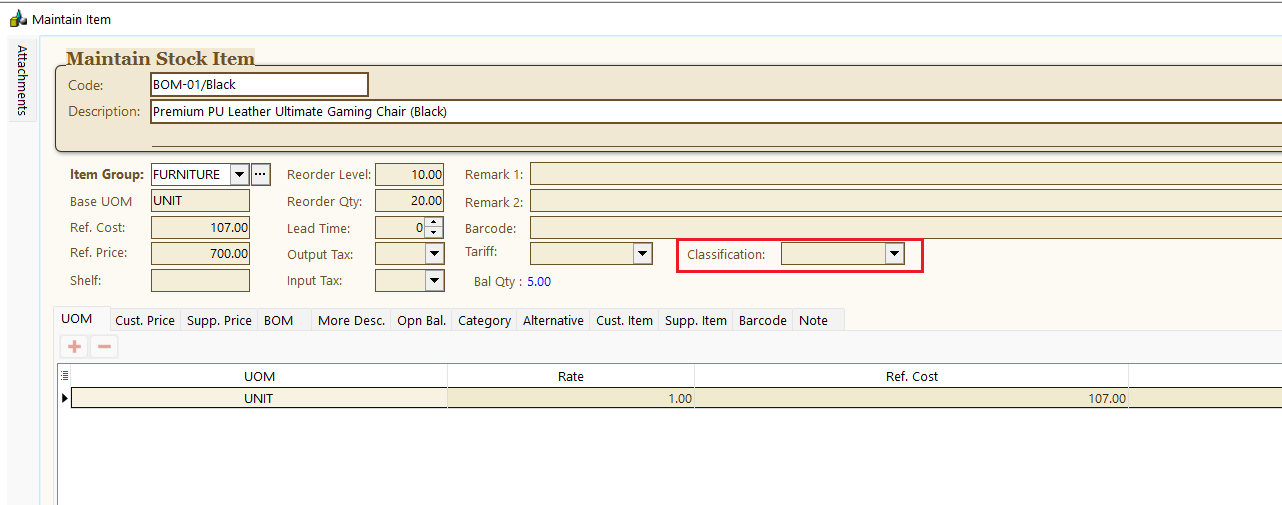 Maintain Item
Attachments
Maintain Stock Item
Code: BOM-01/Black
Description: Premium PU Leather Ultimate Gaming Chair (Black)
Item Group: FURNITURE ... Reorder Level: 10.00 Remark 1:
Base UOM UNIT Reorder Qty: 20.00 Remark 2:
Ref. Cost: 107.00 Lead Time: 0 Barcode:
Ref. Price: 700.00 Output Tax: Tariff: Classification:
Shelf: Input Tax: Bal Qty : 5.00
UOM Cust. Price Supp. Price BOM More Desc. Opn Bal. Category Alternative Cust. Item Supp. Item Barcode Note
UOM Rate Ref. Cost
UNIT 1.00 107.00